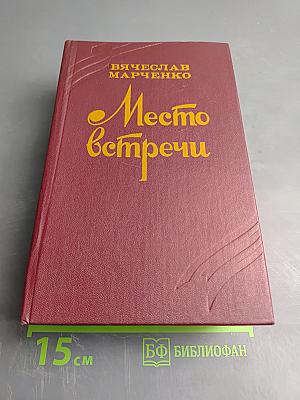 ВЯЧЕСЛАВ
МАРЧЕНКО
Место
встречи
15 см
БФ БИБЛИОФАН